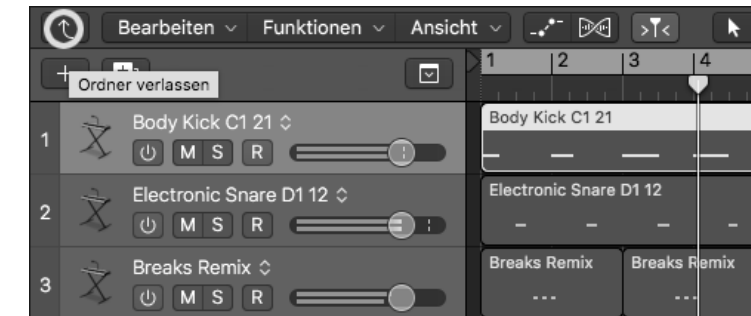 Bearbeiten Funktionen Ansicht
1 2 3 4
Ordner verlassen
1 Body Kick C1 21
M S R
Body Kick C1 21
2 Electronic Snare D1 12
M S R
Electronic Snare D1 12
3 Breaks Remix
M S R
Breaks Remix Breaks Remix